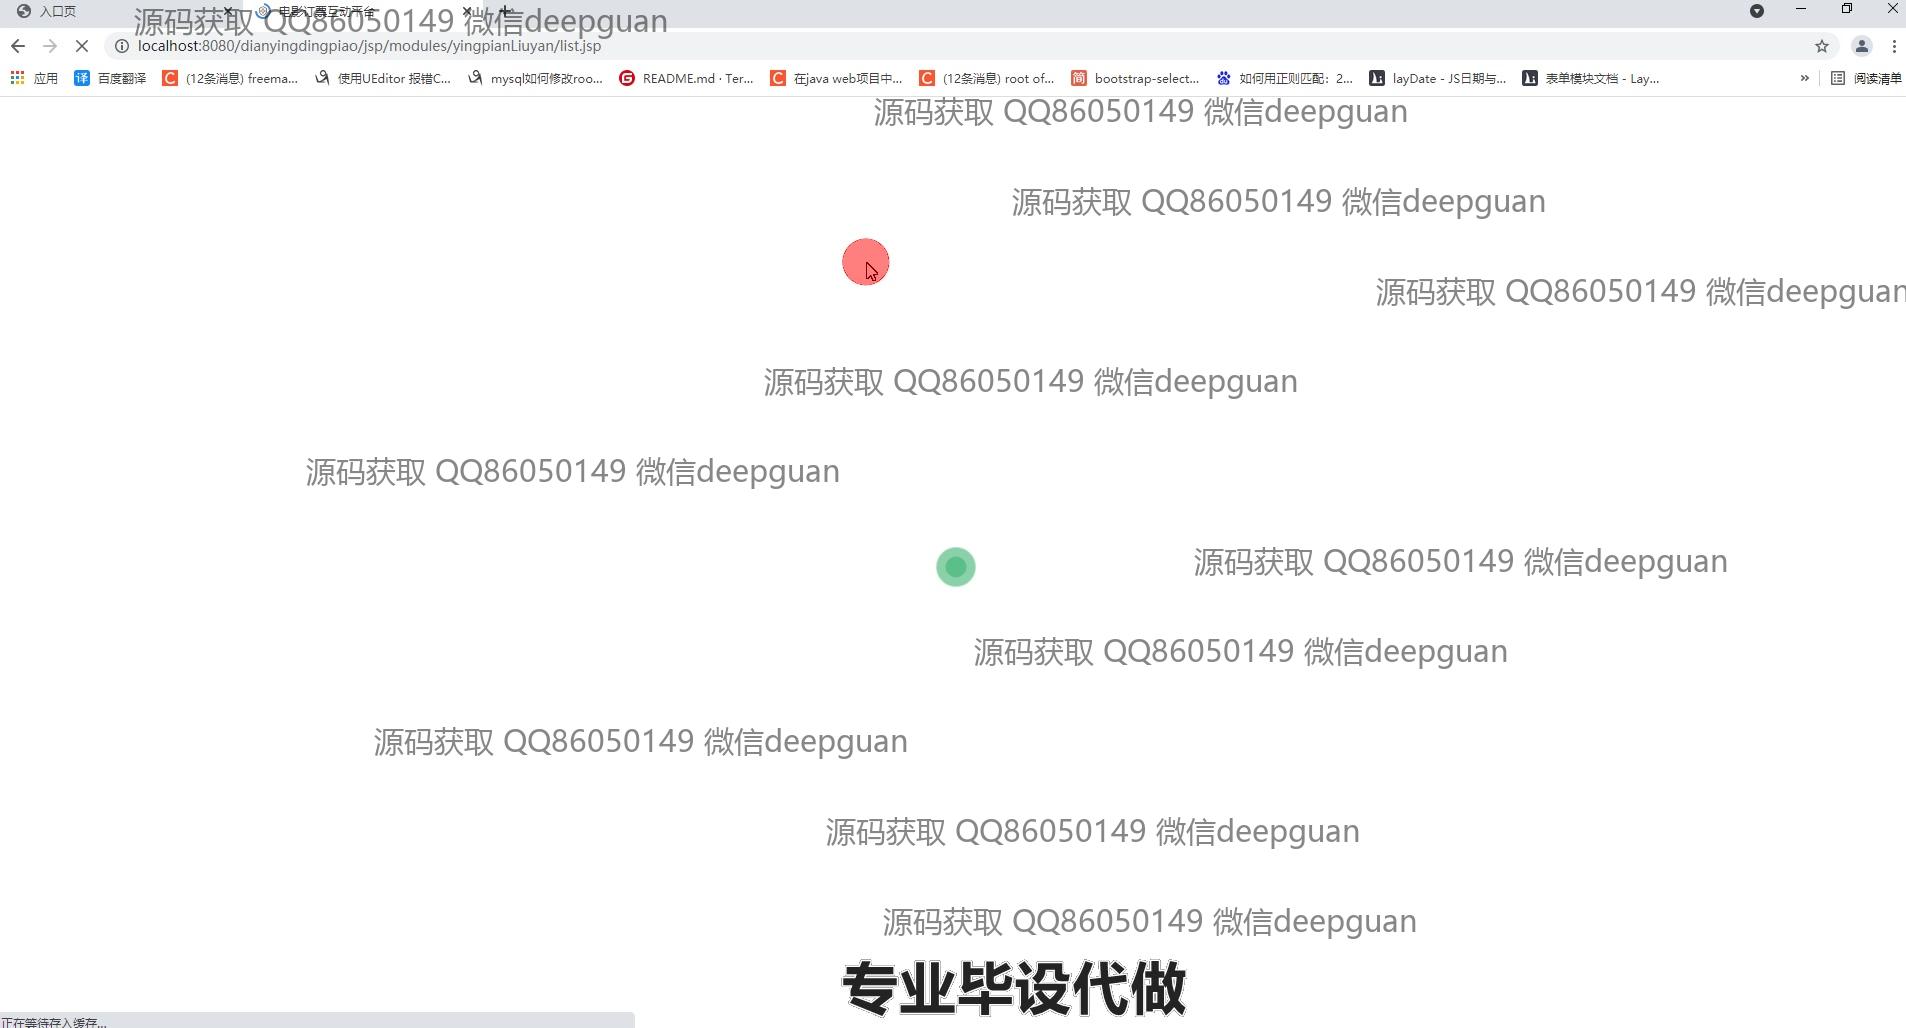 入口页
电影订票互动平台
源码获取 QQ86050149 微信deepguan
localhost:8080/dianyingdingpiao/jsp/modules/yingpianLiuyan/list.jsp
应用 百度翻译 (12条消息) freema... 使用UEditor 报错C... mysql如何修改roo... README.md · Ter... 在java web项目中... (12条消息) root of... bootstrap-select... 如何用正则匹配：2... layDate - JS日期与... 表单模块文档 - Lay... » 阅读清单
源码获取 QQ86050149 微信deepguan
源码获取 QQ86050149 微信deepguan
源码获取 QQ86050149 微信deepguan
源码获取 QQ86050149 微信deepguan
源码获取 QQ86050149 微信deepguan
源码获取 QQ86050149 微信deepguan
源码获取 QQ86050149 微信deepguan
源码获取 QQ86050149 微信deepguan
源码获取 QQ86050149 微信deepguan
源码获取 QQ86050149 微信deepguan
专业毕设代做
正在等待存入缓存...